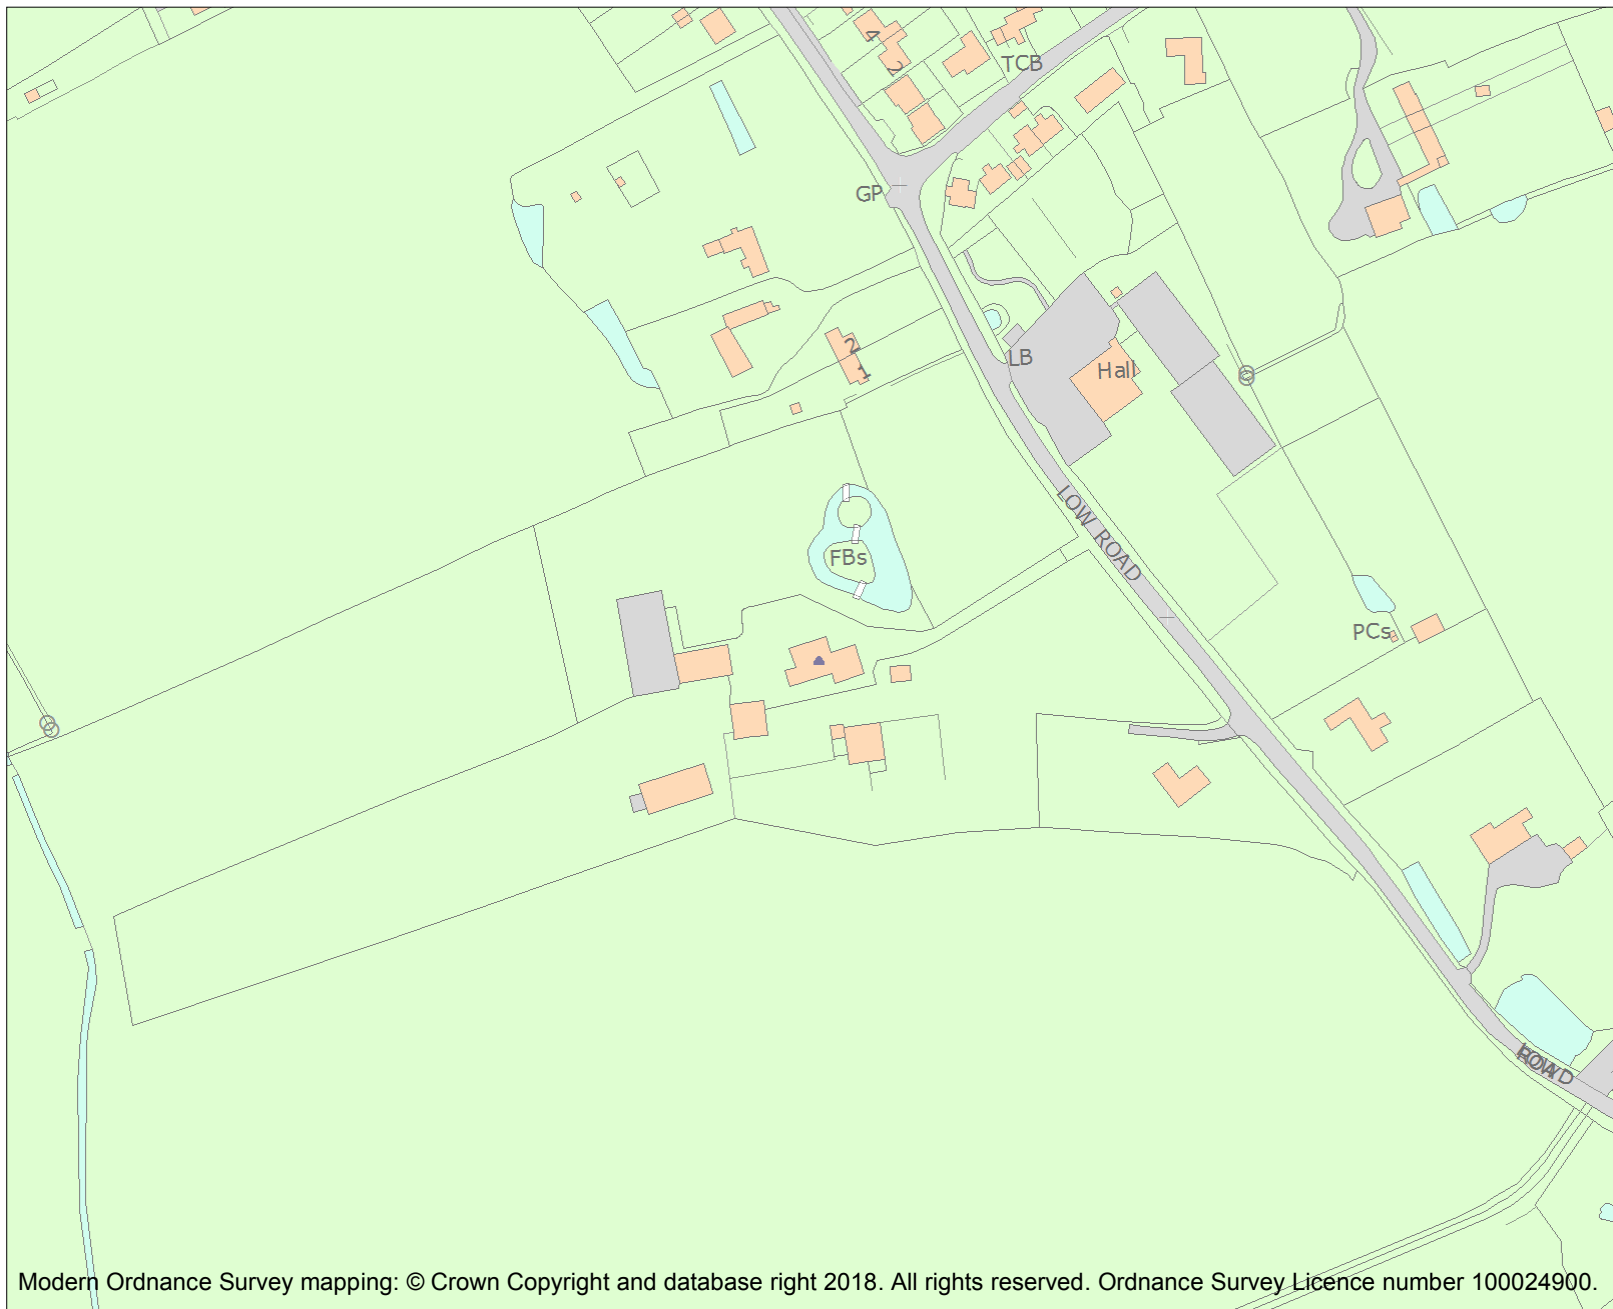 4
2
TCB
GP
2
1
LB
Hall
LOW ROAD
FBs
PCs
LOW
ROAD
Modern Ordnance Survey mapping: © Crown Copyright and database right 2018. All rights reserved. Ordnance Survey Licence number 100024900.